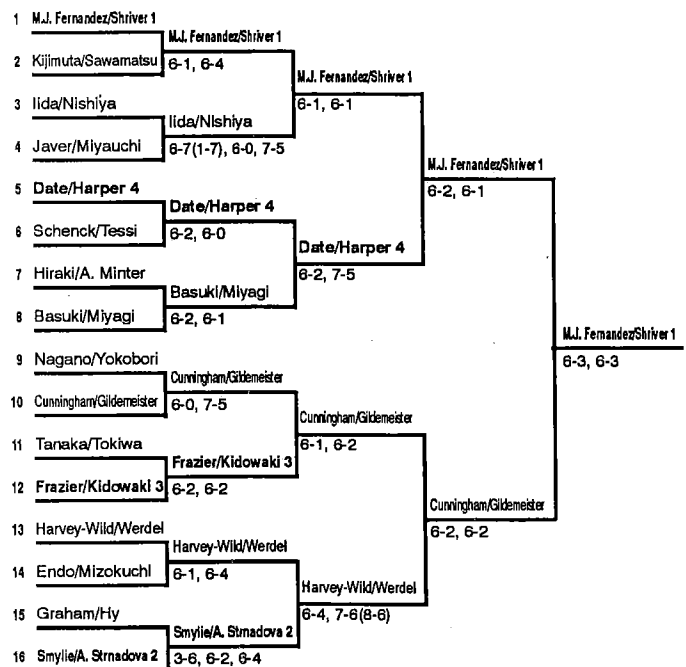 1 M.J. Fernandez/Shriver 1
2 Kijimuta/Sawamatsu
3 Iida/Nishiya
4 Javer/Miyauchi
5 Date/Harper 4
6 Schenck/Tessi
7 Hiraki/A. Minter
8 Basuki/Miyagi
9 Nagano/Yokobori
10 Cunningham/Gildemeister
11 Tanaka/Tokiwa
12 Frazier/Kidowaki 3
13 Harvey-Wild/Werdel
14 Endo/Mizokuchi
15 Graham/Hy
16 Smylie/A. Strnadova 2
M.J. Fernandez/Shriver 1
6-1, 6-4
Iida/Nishiya
6-7(1-7), 6-0, 7-5
Date/Harper 4
6-2, 6-0
Basuki/Miyagi
6-2, 6-1
Cunningham/Gildemeister
6-0, 7-5
Frazier/Kidowaki 3
6-2, 6-2
Harvey-Wild/Werdel
6-1, 6-4
Smylie/A. Strnadova 2
3-6, 6-2, 6-4
M.J. Fernandez/Shriver 1
6-1, 6-1
Date/Harper 4
6-2, 7-5
Cunningham/Gildemeister
6-1, 6-2
Harvey-Wild/Werdel
6-4, 7-6(8-6)
M.J. Fernandez/Shriver 1
6-2, 6-1
Cunningham/Gildemeister
6-2, 6-2
M.J. Fernandez/Shriver 1
6-3, 6-3